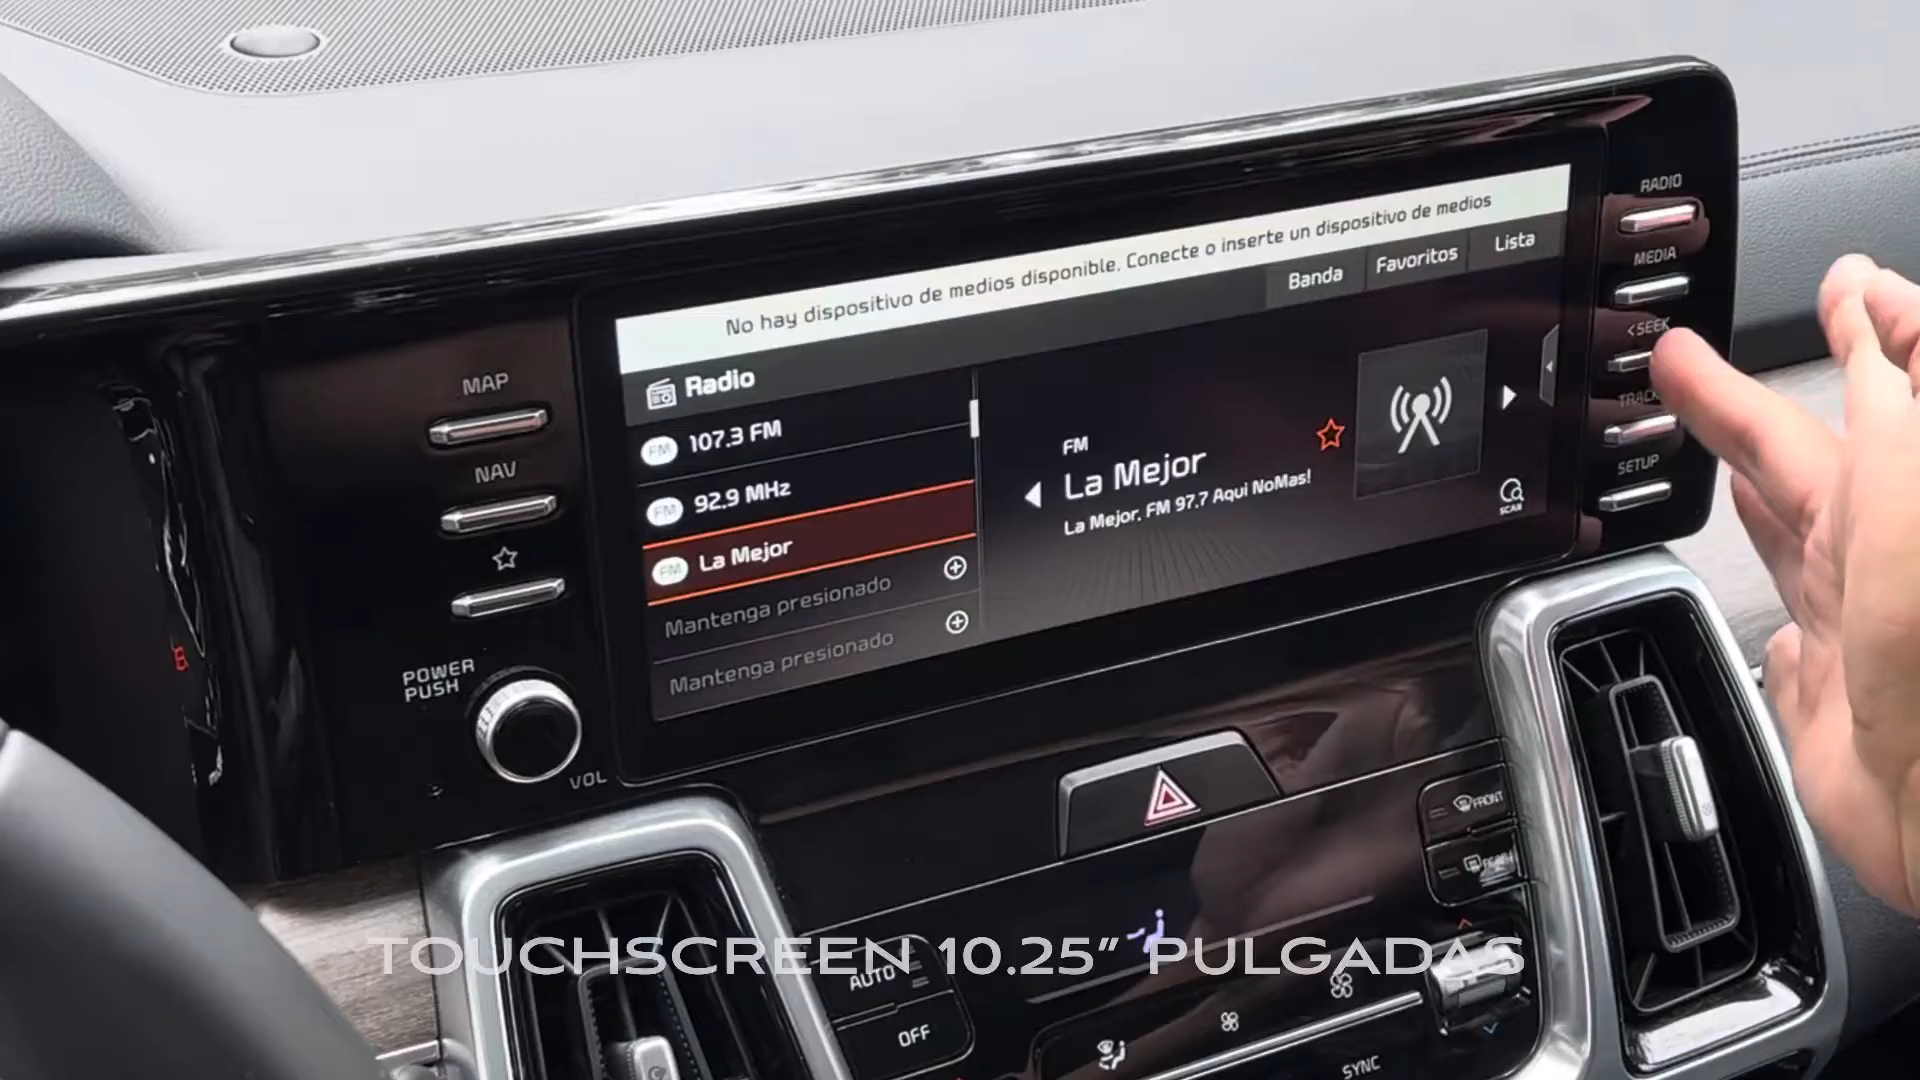 No hay dispositivo de medios disponible. Conecte o inserte un dispositivo de medios
Radio
Banda
Favoritos
Lista
FM 107.3 FM
FM 92.9 MHz
FM La Mejor
Mantenga presionado
Mantenga presionado
FM
La Mejor
La Mejor. FM 97.7 Aqui NoMas!
SCAN
MAP
NAV
POWER
PUSH
VOL
RADIO
MEDIA
<SEEK
TRACK
SETUP
FRONT
REAR
AUTO
OFF
SYNC
TOUCHSCREEN 10.25” PULGADAS